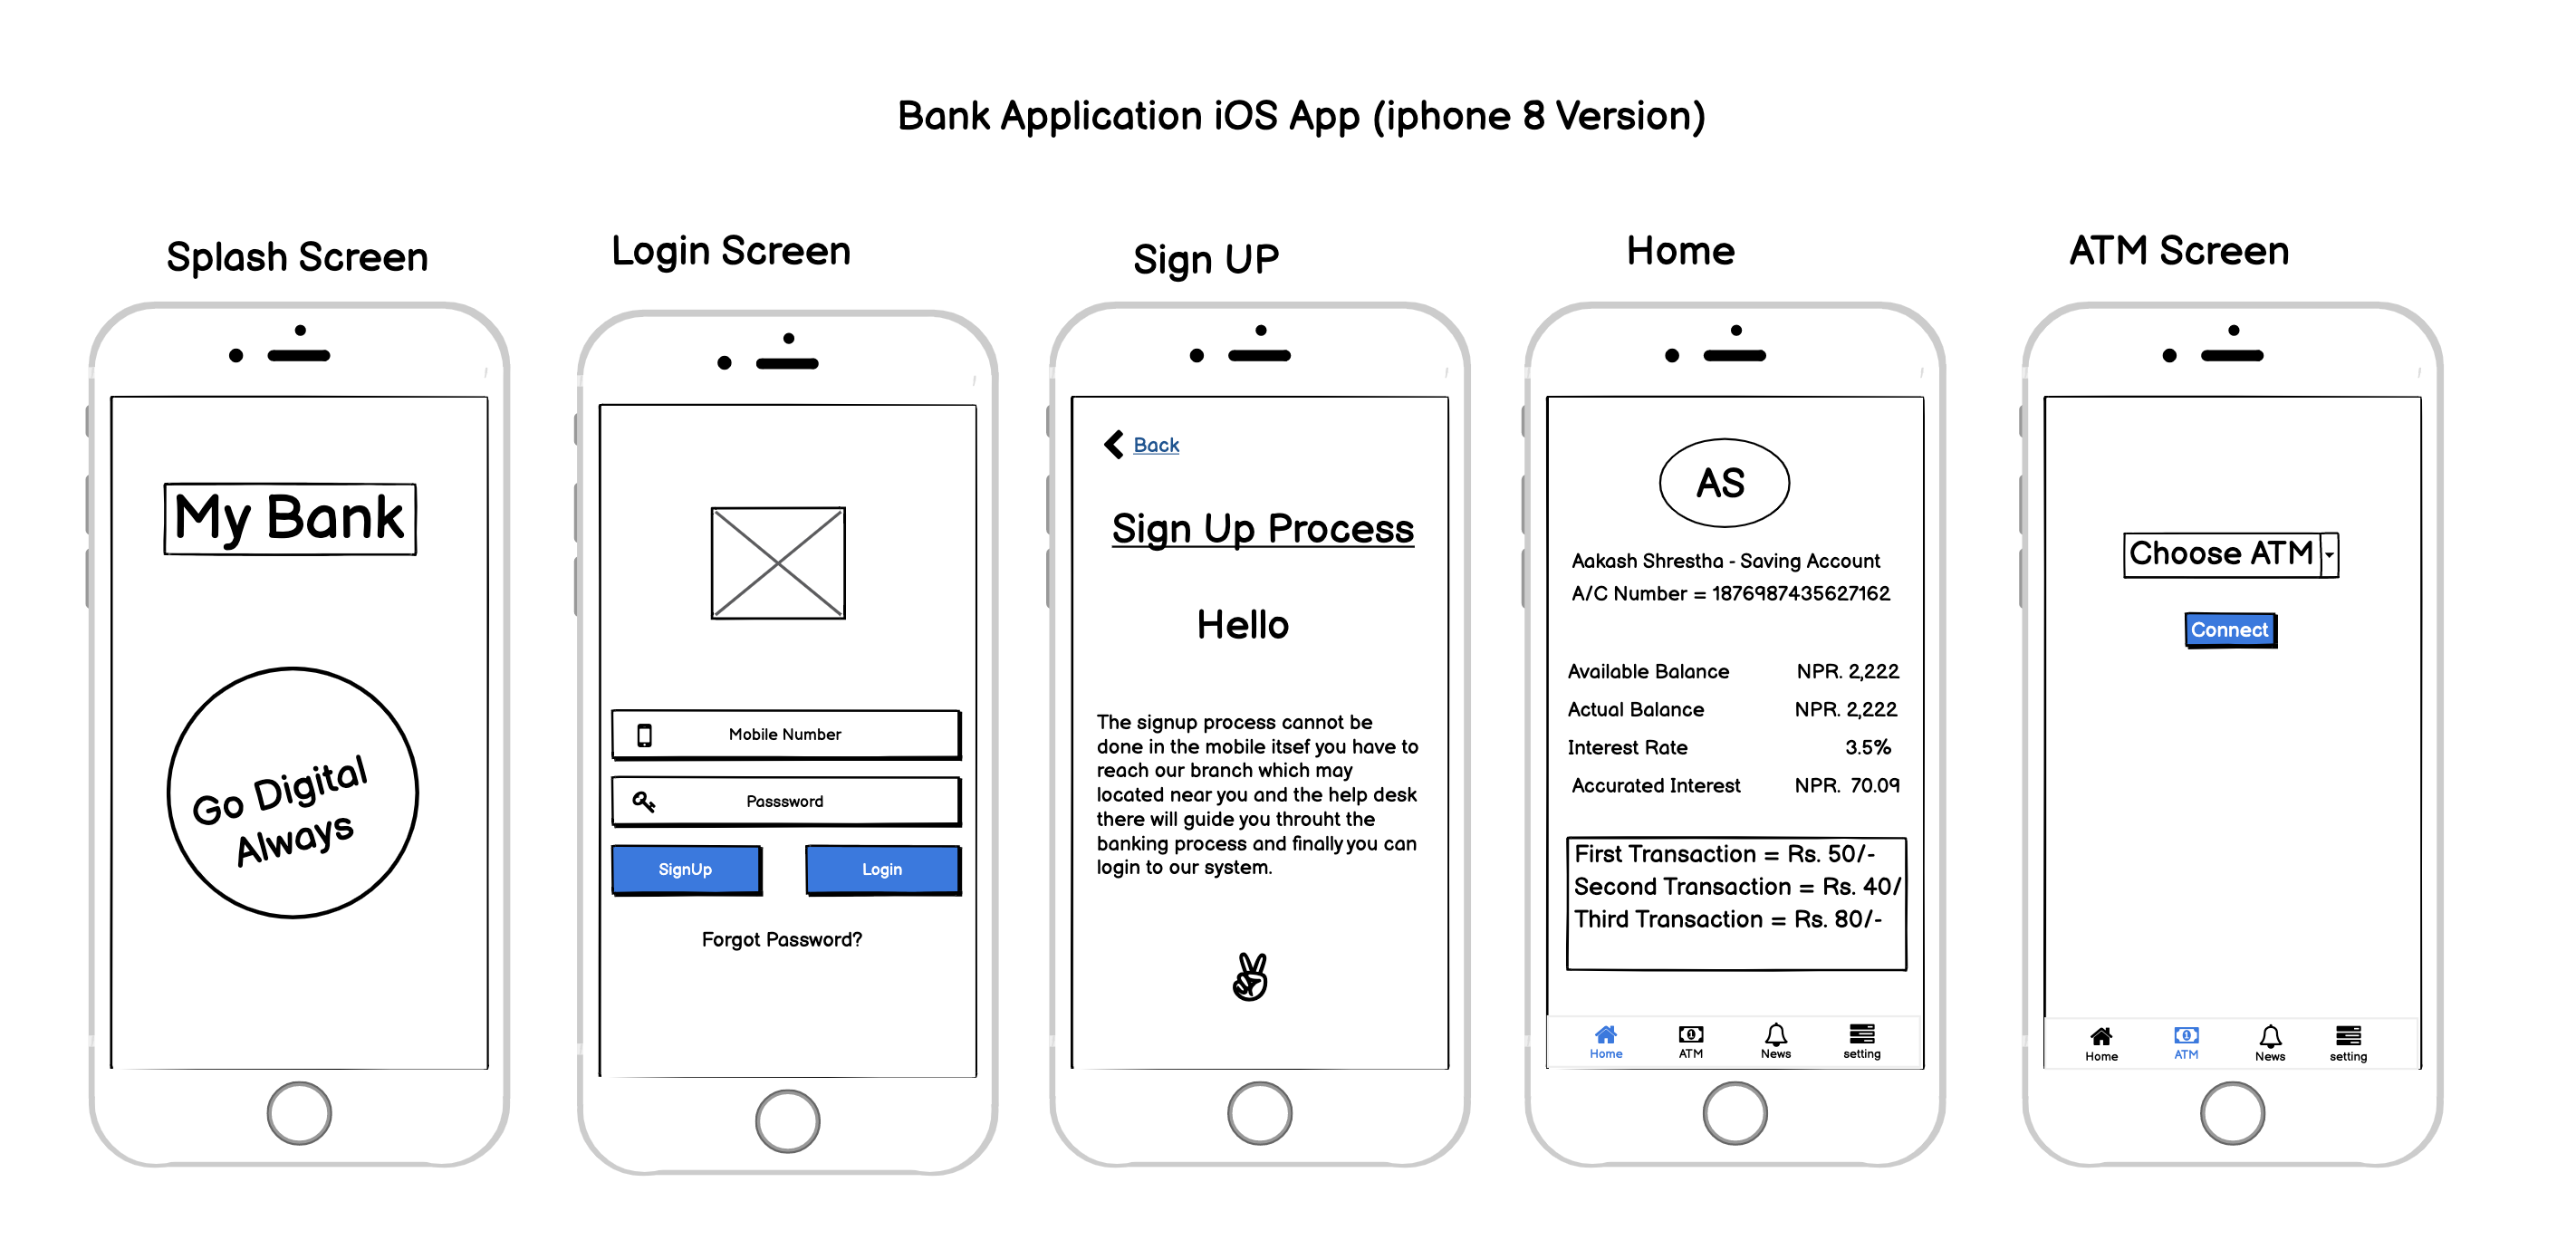 Bank Application iOS App (iphone 8 Version)
Splash Screen
My Bank
Go Digital
Always
Login Screen
Mobile Number
Passsword
SignUp
Login
Forgot Password?
Sign UP
Back
Sign Up Process
Hello
The signup process cannot be
done in the mobile itsef you have to
reach our branch which may
located near you and the help desk
there will guide you throuht the
banking process and finally you can
login to our system.
Home
AS
Aakash Shrestha - Saving Account
A/C Number = 1876987435627162
Available Balance NPR. 2,222
Actual Balance NPR. 2,222
Interest Rate 3.5%
Accurated Interest NPR. 70.09
First Transaction = Rs. 50/-
Second Transaction = Rs. 40/
Third Transaction = Rs. 80/-
Home ATM News setting
ATM Screen
Choose ATM
Connect
Home ATM News setting